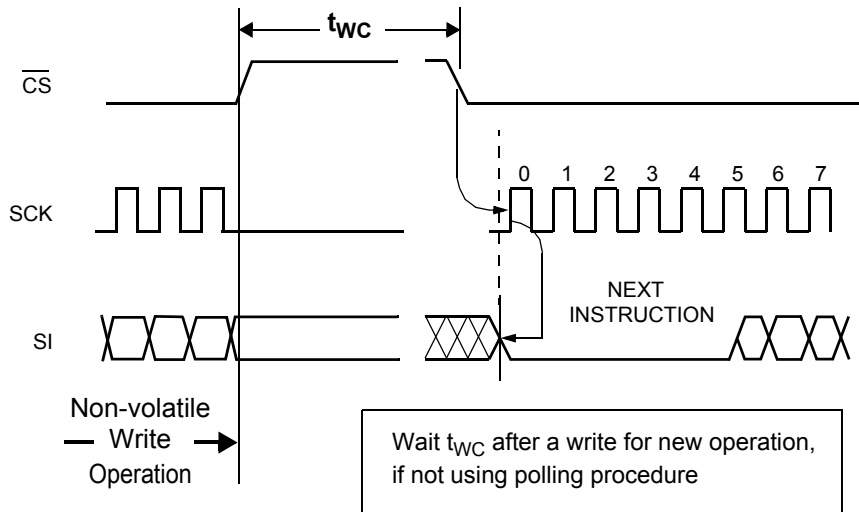 tWC
CS
0 1 2 3 4 5 6 7
SCK
NEXT
INSTRUCTION
SI
Non-volatile
Write
Operation
Wait tWC after a write for new operation,
if not using polling procedure